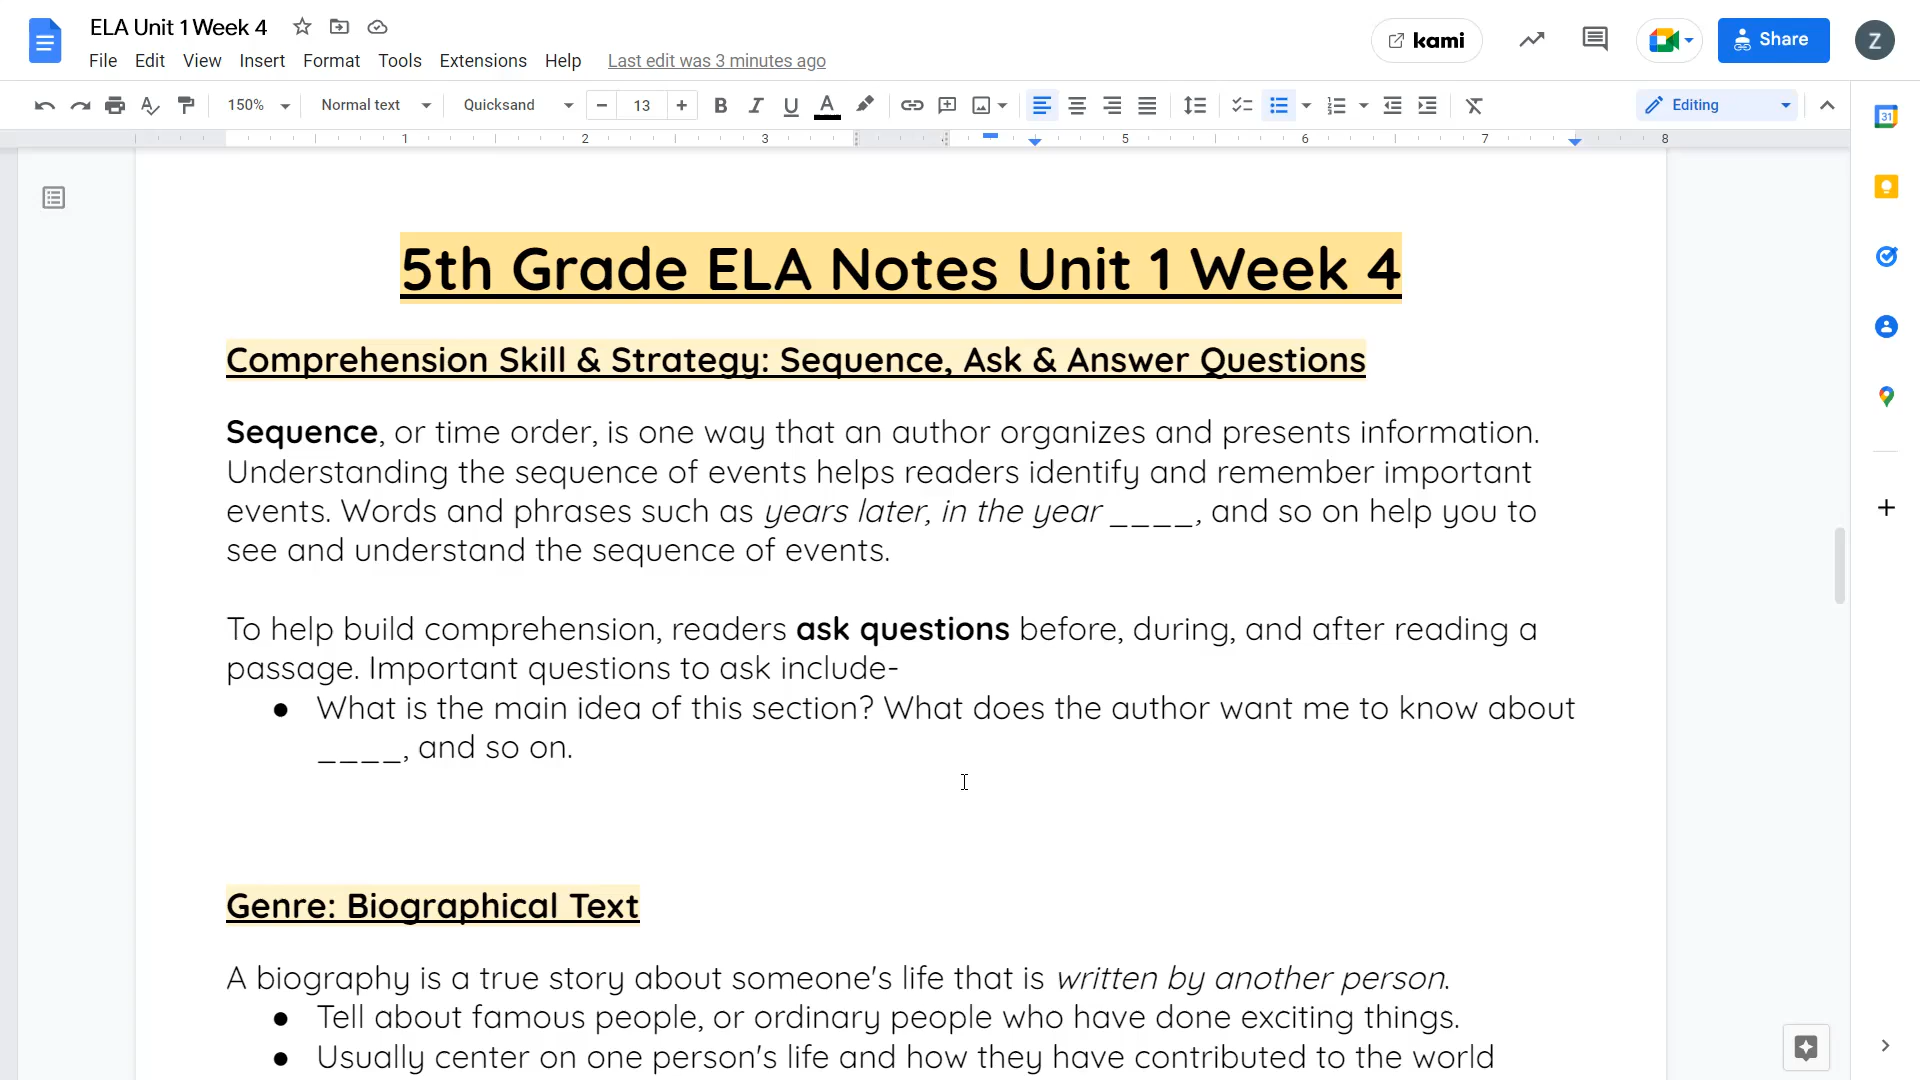 ELA Unit 1 Week 4
File Edit View Insert Format Tools Extensions Help Last edit was 3 minutes ago
kami
Share
Z
150% Normal text Quicksand − 13 + B I U A Editing
1 2 3 5 6 7 8
31
5th Grade ELA Notes Unit 1 Week 4
Comprehension Skill & Strategy: Sequence, Ask & Answer Questions
Sequence, or time order, is one way that an author organizes and presents information.
Understanding the sequence of events helps readers identify and remember important
events. Words and phrases such as years later, in the year ____, and so on help you to
see and understand the sequence of events.
To help build comprehension, readers ask questions before, during, and after reading a
passage. Important questions to ask include-
● What is the main idea of this section? What does the author want me to know about
____, and so on.
Genre: Biographical Text
A biography is a true story about someone's life that is written by another person.
● Tell about famous people, or ordinary people who have done exciting things.
● Usually center on one person's life and how they have contributed to the world